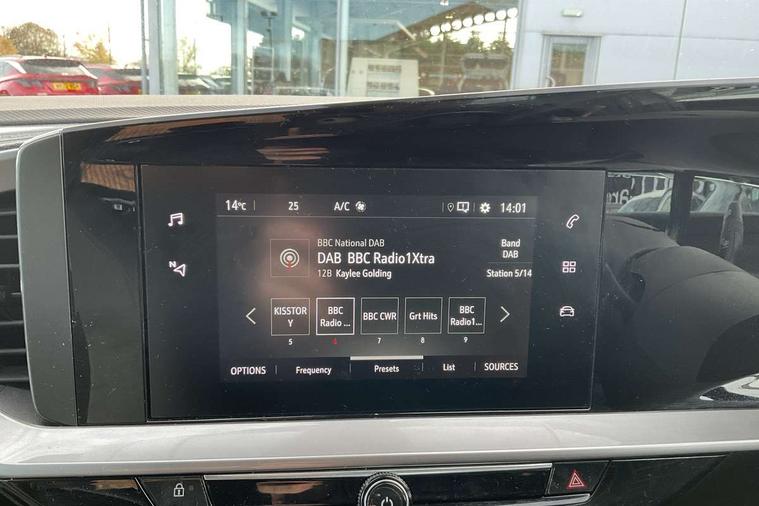 14°c 25 A/C 14:01
BBC National DAB
DAB BBC Radio1Xtra
12B Kaylee Golding
Band
DAB
Station 5/14
KISSTOR
Y
BBC
Radio ...
BBC CWR
Grt Hits
BBC
Radio1...
5 6 7 8 9
OPTIONS Frequency Presets List SOURCES
N